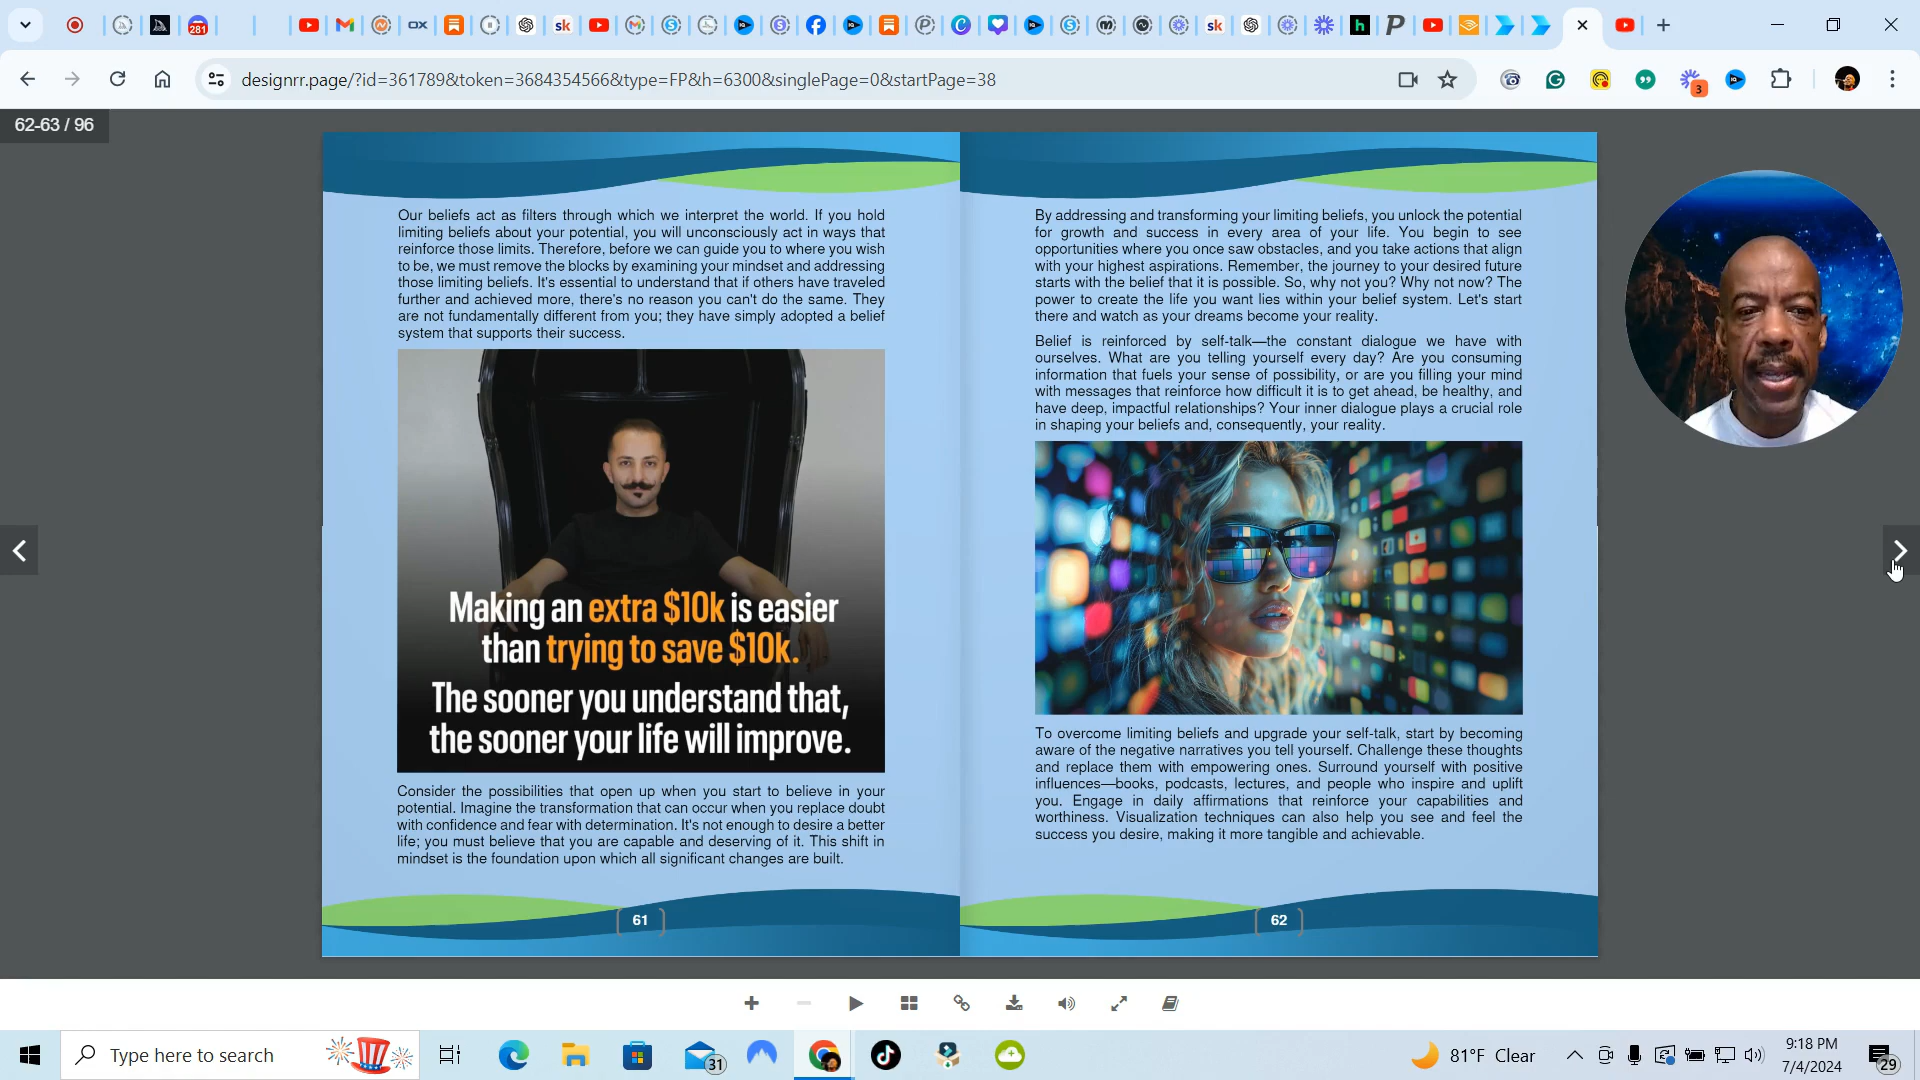 281
OX
sk
sk
h
P
designrr.page/?id=361789&token=3684354566&type=FP&h=6300&singlePage=0&startPage=38
3
62-63 / 96
Our beliefs act as filters through which we interpret the world. If you hold
limiting beliefs about your potential, you will unconsciously act in ways that
reinforce those limits. Therefore, before we can guide you to where you wish
to be, we must remove the blocks by examining your mindset and addressing
those limiting beliefs. It's essential to understand that if others have traveled
further and achieved more, there's no reason you can't do the same. They
are not fundamentally different from you; they have simply adopted a belief
system that supports their success.
Making an extra $10k is easier
than trying to save $10k.
The sooner you understand that,
the sooner your life will improve.
Consider the possibilities that open up when you start to believe in your
potential. Imagine the transformation that can occur when you replace doubt
with confidence and fear with determination. It's not enough to desire a better
life; you must believe that you are capable and deserving of it. This shift in
mindset is the foundation upon which all significant changes are built.
61
By addressing and transforming your limiting beliefs, you unlock the potential
for growth and success in every area of your life. You begin to see
opportunities where you once saw obstacles, and you take actions that align
with your highest aspirations. Remember, the journey to your desired future
starts with the belief that it is possible. So, why not you? Why not now? The
power to create the life you want lies within your belief system. Let's start
there and watch as your dreams become your reality.
Belief is reinforced by self-talk—the constant dialogue we have with
ourselves. What are you telling yourself every day? Are you consuming
information that fuels your sense of possibility, or are you filling your mind
with messages that reinforce how difficult it is to get ahead, be healthy, and
have deep, impactful relationships? Your inner dialogue plays a crucial role
in shaping your beliefs and, consequently, your reality.
To overcome limiting beliefs and upgrade your self-talk, start by becoming
aware of the negative narratives you tell yourself. Challenge these thoughts
and replace them with empowering ones. Surround yourself with positive
influences—books, podcasts, lectures, and people who inspire and uplift
you. Engage in daily affirmations that reinforce your capabilities and
worthiness. Visualization techniques can also help you see and feel the
success you desire, making it more tangible and achievable.
62
Type here to search
31
81°F Clear
9:18 PM
7/4/2024
29